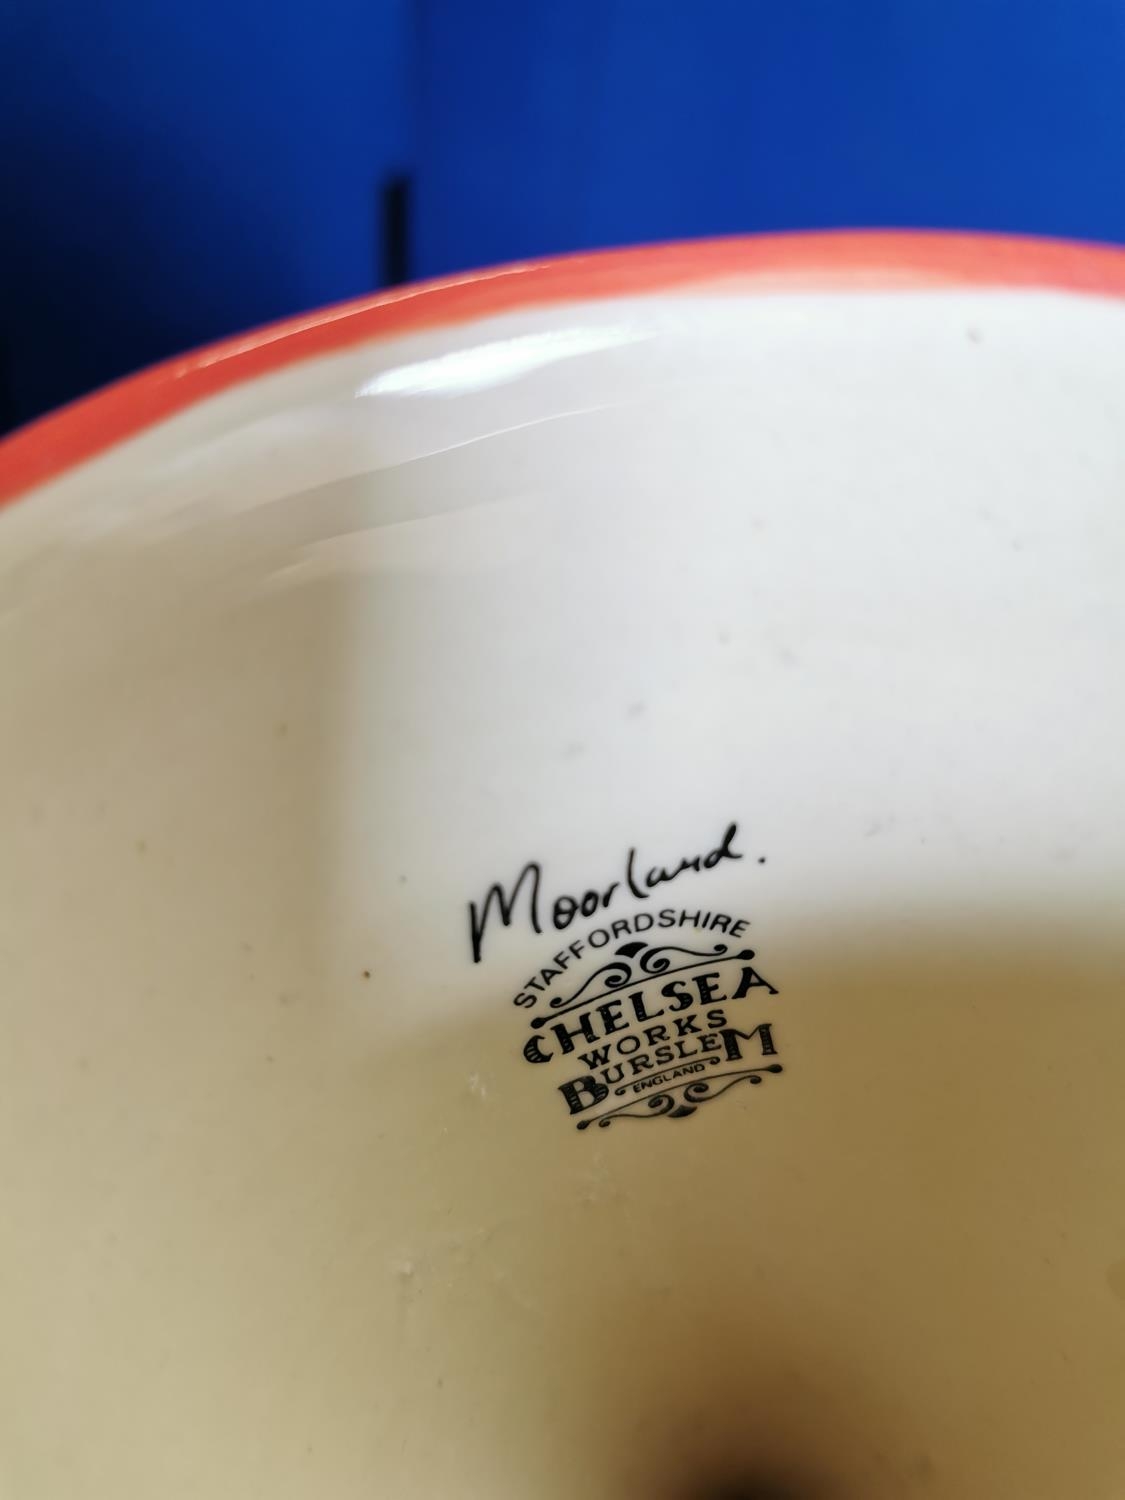 Moorland.
STAFFORDSHIRE
CHELSEA
WORKS
BURSLEM
ENGLAND